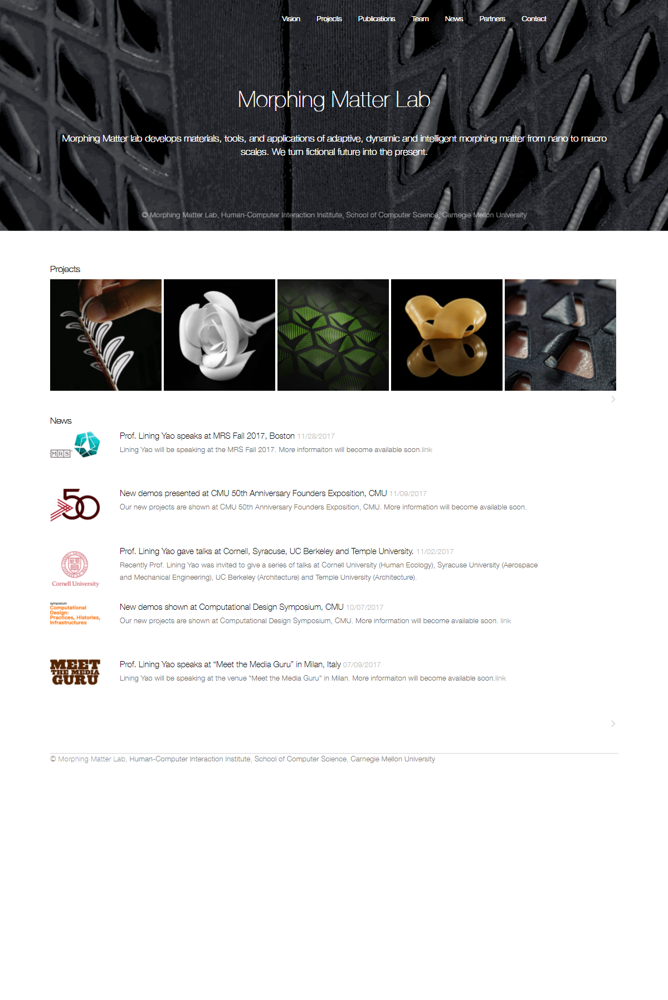 Vision Projects Publications Team News Partners Contact
Morphing Matter Lab
Morphing Matter lab develops materials, tools, and applications of adaptive, dynamic and intelligent morphing matter from nano to macro
scales. We turn fictional future into the present.
© Morphing Matter Lab, Human-Computer Interaction Institute, School of Computer Science, Carnegie Mellon University
Projects
News
MRS®
Prof. Lining Yao speaks at MRS Fall 2017, Boston 11/28/2017
Lining Yao will be speaking at the MRS Fall 2017. More informaiton will become available soon.link
50
New demos presented at CMU 50th Anniversary Founders Exposition, CMU 11/09/2017
Our new projects are shown at CMU 50th Anniversary Founders Exposition, CMU. More information will become available soon.
Cornell University
Prof. Lining Yao gave talks at Cornell, Syracuse, UC Berkeley and Temple University. 11/02/2017
Recently Prof. Lining Yao was invited to give a series of talks at Cornell University (Human Ecology), Syracuse University (Aerospace
and Mechanical Engineering), UC Berkeley (Architecture) and Temple University (Architecture).
symposium
Computational
Design:
Practices, Histories,
Infrastructures
New demos shown at Computational Design Symposium, CMU 10/07/2017
Our new projects are shown at Computational Design Symposium, CMU. More information will become available soon. link
MEET
THE MEDIA
GURU
Prof. Lining Yao speaks at “Meet the Media Guru” in Milan, Italy 07/09/2017
Lining Yao will be speaking at the venue “Meet the Media Guru” in Milan. More informaiton will become available soon.link
© Morphing Matter Lab, Human-Computer Interaction Institute, School of Computer Science, Carnegie Mellon University